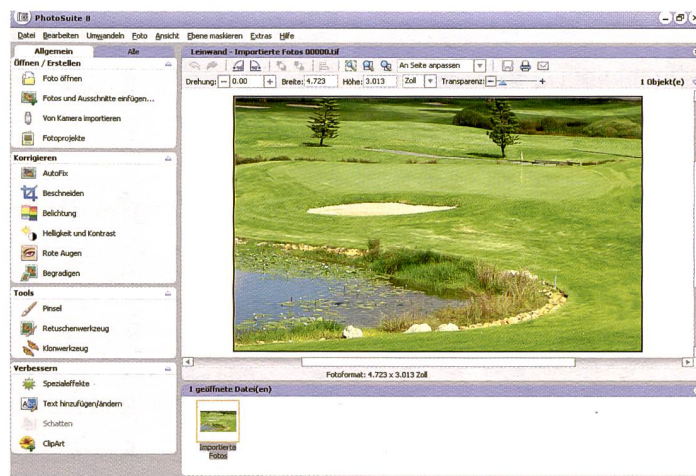 PhotoSuite 8
Datei Bearbeiten Umwandeln Foto Ansicht Ebene maskieren Extras Hilfe
Allgemein Alle
Öffnen / Erstellen
Foto öffnen
Fotos und Ausschnitte einfügen...
Von Kamera importieren
Fotoprojekte
Korrigieren
AutoFix
Beschneiden
Belichtung
Helligkeit und Kontrast
Rote Augen
Begradigen
Tools
Pinsel
Retuschenwerkzeug
Klonwerkzeug
Verbessern
Spezialeffekte
Text hinzufügen/ändern
Schatten
ClipArt
Leinwand - Importierte Fotos 00000.tif
An Seite anpassen
Drehung: 0.00 Breite: 4.723 Höhe: 3.013 Zoll Transparenz: 1 Objekt(e)
Fotoformat: 4.723 x 3.013 Zoll
1 geöffnete Datei(en)
Importierte
Fotos